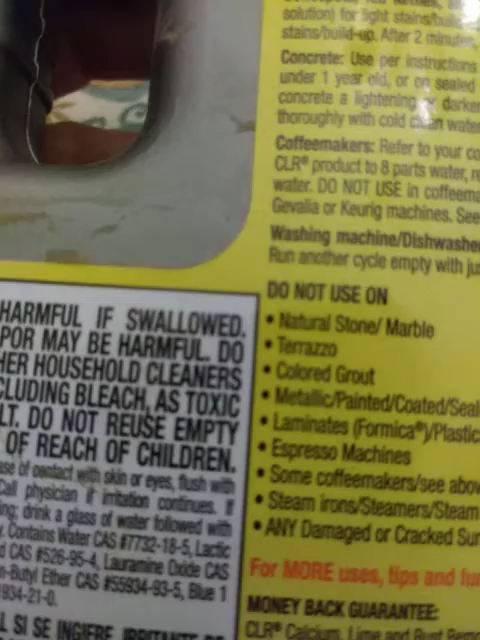 solution) for light stains/build
stains/build-up. After 2 minutes,
Concrete: Use per instructions
under 1 year old, or on sealed
concrete a lightening or darke
thoroughly with cold clean water
Coffeemakers: Refer to your
CLR® product to 8 parts water,
water. DO NOT USE in coffeema
Gevalia or Keurig machines. See
Washing machine/Dishwasher
Run another cycle empty with
DO NOT USE ON
• Natural Stone/ Marble
• Terrazzo
• Colored Grout
• Metallic/Painted/Coated/Seal
• Laminates (Formica®)/Plastic
• Espresso Machines
• Some coffeemakers/see abov
• Steam irons/Steamers/Steam
• ANY Damaged or Cracked Sur
For MORE uses, tips and
MONEY BACK GUARANTEE:
CLR® Calcium, Lime and Rust Remo
HARMFUL IF SWALLOWED.
POR MAY BE HARMFUL. DO
HER HOUSEHOLD CLEANERS
CLUDING BLEACH, AS TOXIC
LT. DO NOT REUSE EMPTY
OF REACH OF CHILDREN.
ase of contact with skin or eyes, flush with
Call physician if irritation continues. If
ing; drink a glass of water followed with
Contains Water CAS #7732-18-5, Lactic
d CAS #526-95-4, Lauramine Oxide CAS
n-Butyl Ether CAS #55934-93-5, Blue 1
1934-21-0.
L SI SE INGIERE. IRRITANTE